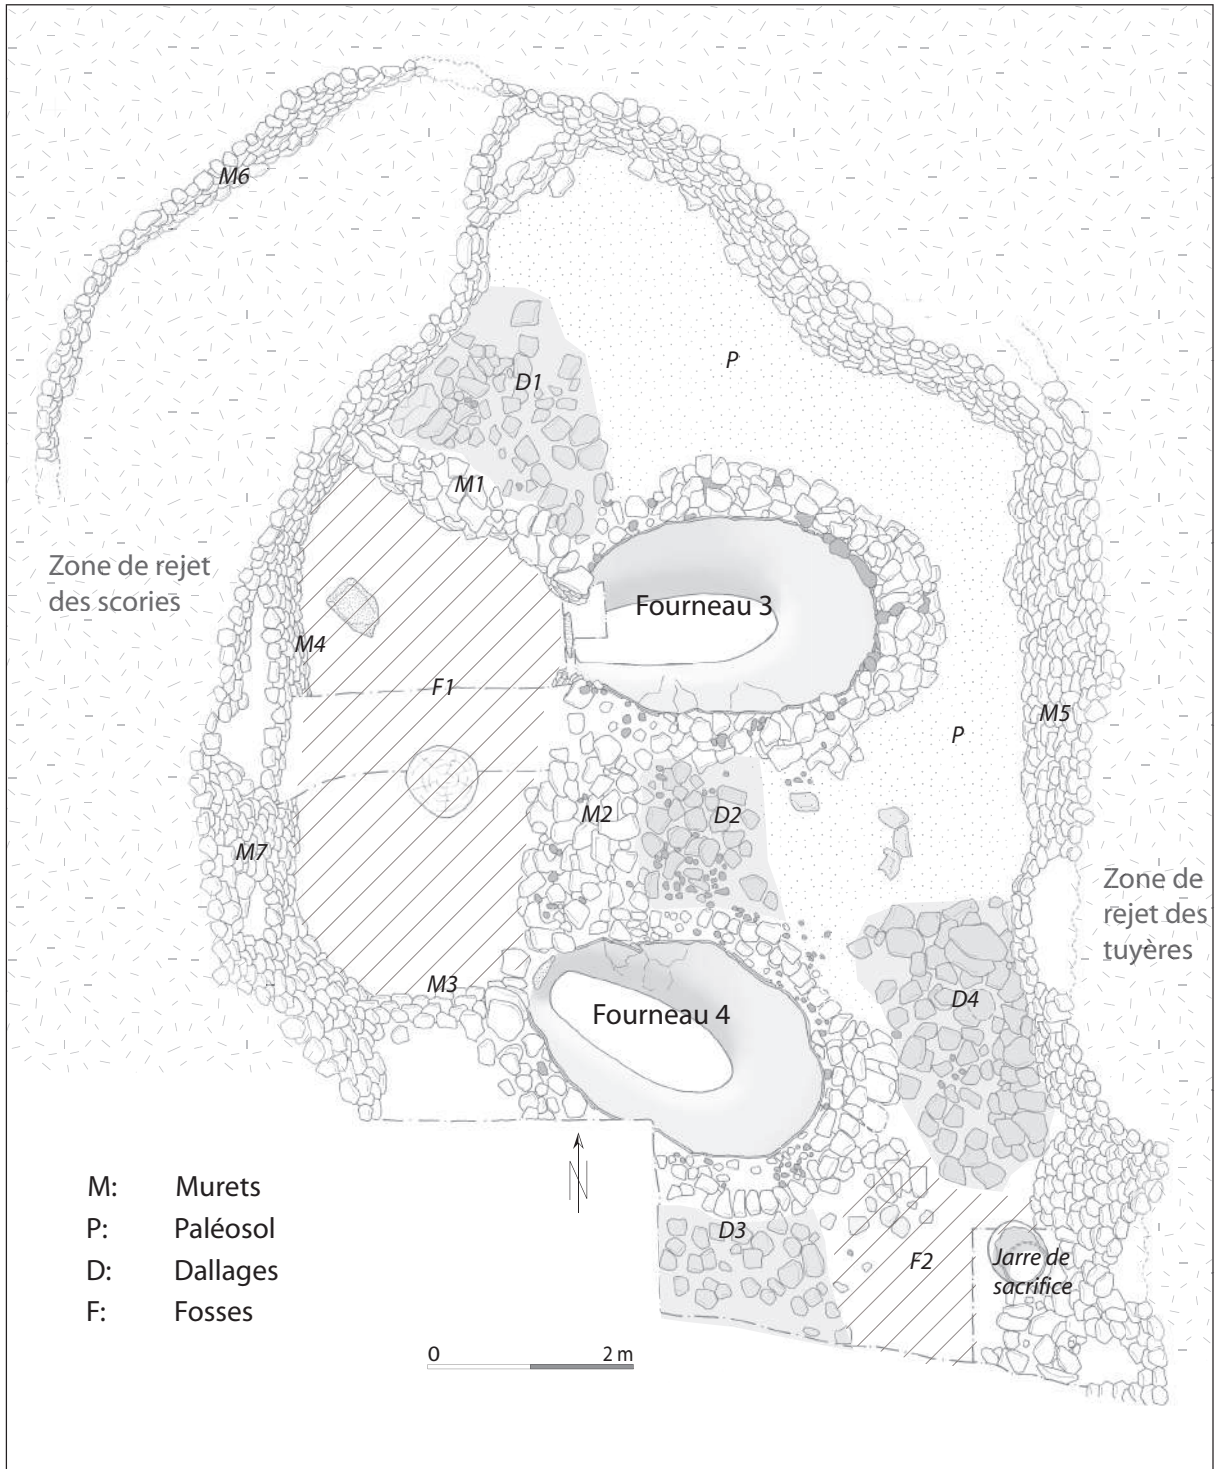 M6
P
D1
M1
Zone de rejet
des scories
Fourneau 3
M4
F1
M5
P
M2
D2
M7
Zone de
rejet des
tuyères
M3
D4
Fourneau 4
N
M: Murets
P: Paléosol
D: Dallages
F: Fosses
D3
F2
Jarre de
sacrifice
0 2 m